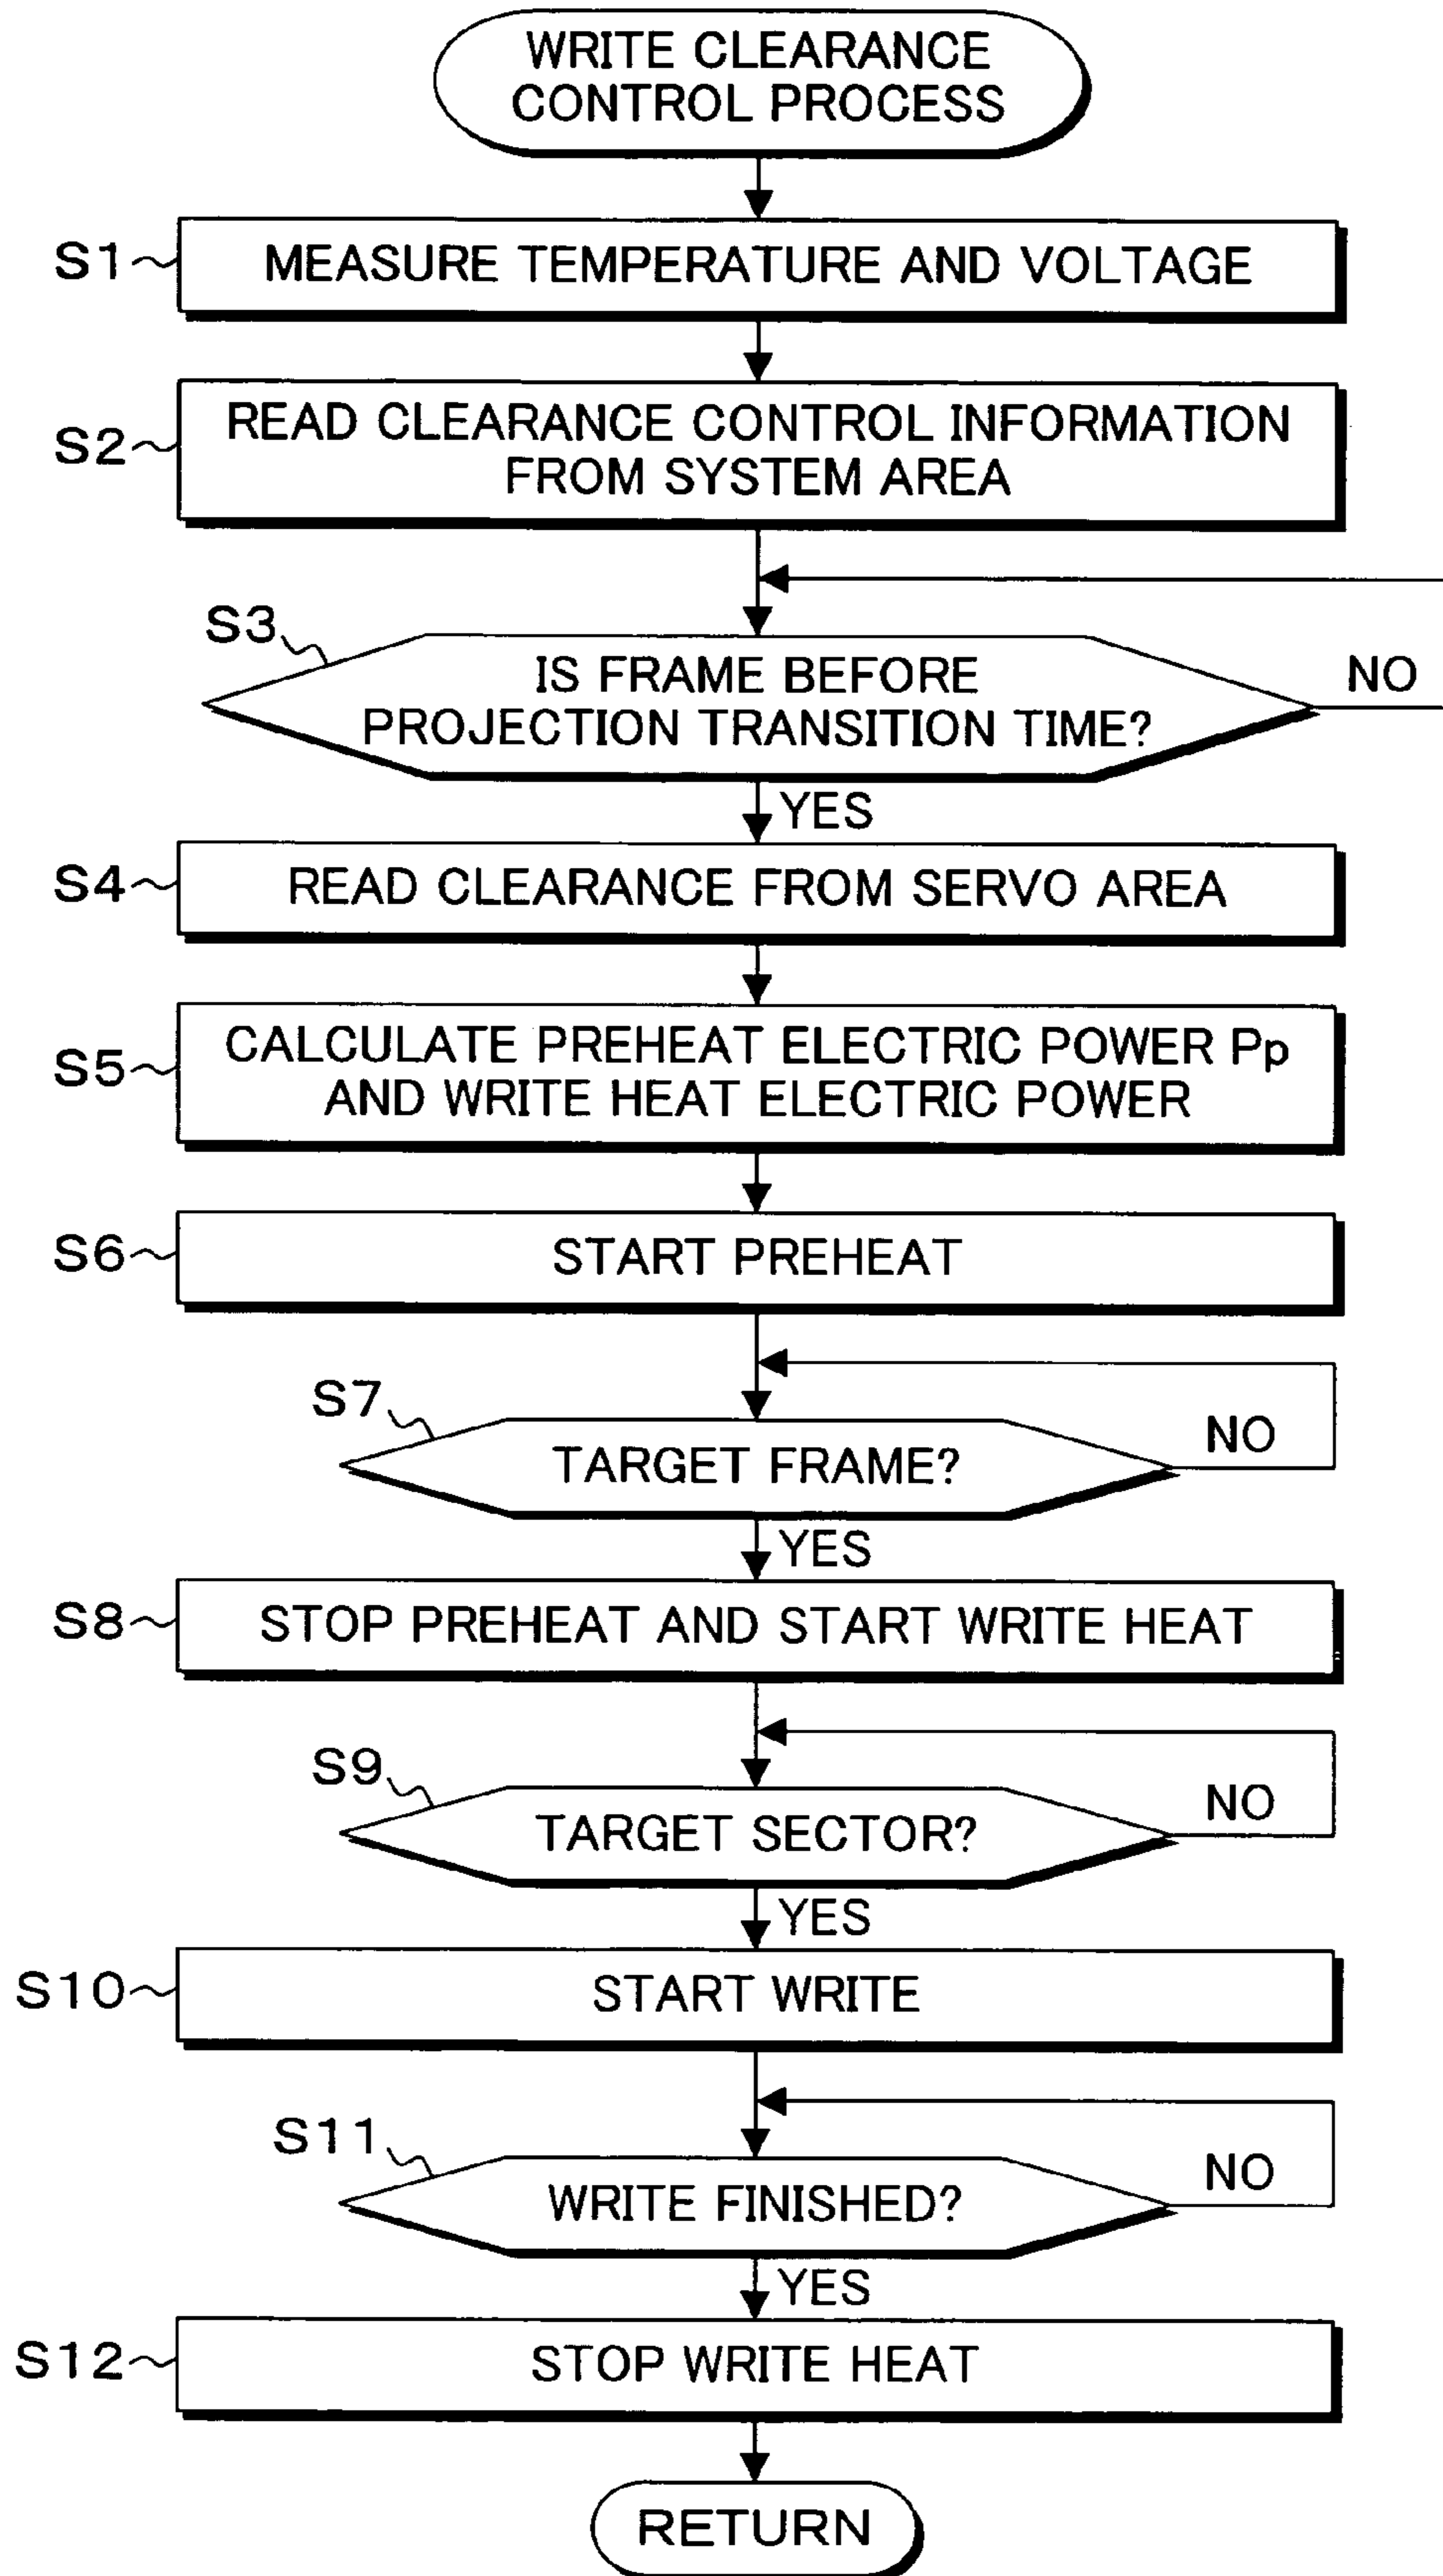 WRITE CLEARANCE
CONTROL PROCESS
S1
MEASURE TEMPERATURE AND VOLTAGE
S2
READ CLEARANCE CONTROL INFORMATION
FROM SYSTEM AREA
S3
IS FRAME BEFORE
PROJECTION TRANSITION TIME?
NO
YES
S4
READ CLEARANCE FROM SERVO AREA
S5
CALCULATE PREHEAT ELECTRIC POWER Pp
AND WRITE HEAT ELECTRIC POWER
S6
START PREHEAT
S7
TARGET FRAME?
NO
YES
S8
STOP PREHEAT AND START WRITE HEAT
S9
TARGET SECTOR?
NO
YES
S10
START WRITE
S11
WRITE FINISHED?
NO
YES
S12
STOP WRITE HEAT
RETURN